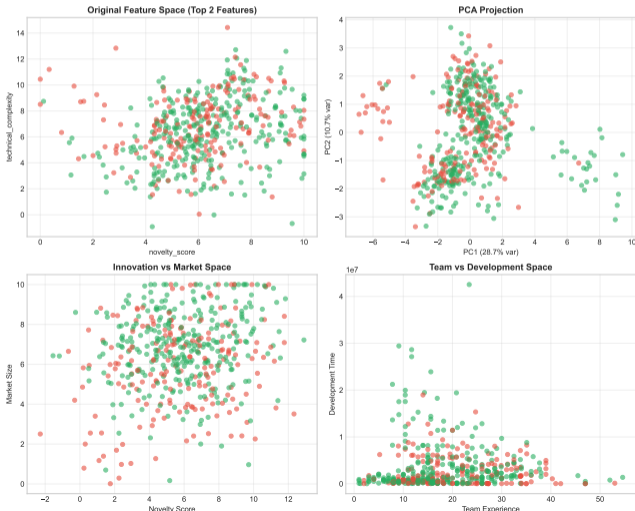 Original Feature Space (Top 2 Features)
technical_complexity
14
12
10
8
6
4
2
0
0 2 4 6 8 10
novelty_score
PCA Projection
PC2 (10.7% var)
4
3
2
1
0
−1
−2
−3
−6 −4 −2 0 2 4 6 8 10
PC1 (28.7% var)
Innovation vs Market Space
Market Size
10
8
6
4
2
0
−2 0 2 4 6 8 10 12
Novelty Score
Team vs Development Space
1e7
Development Time
4
3
2
1
0
0 10 20 30 40 50
Team Experience